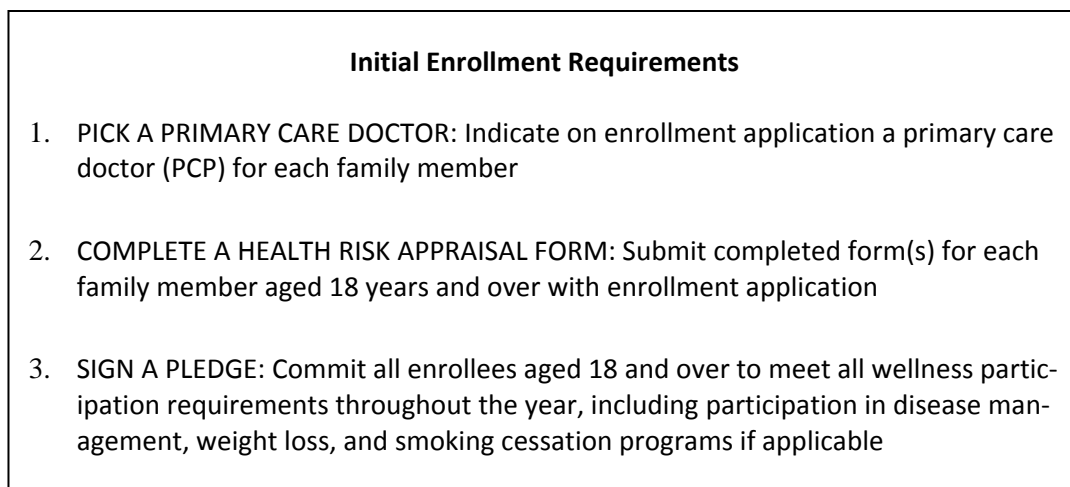 Initial Enrollment Requirements
1. PICK A PRIMARY CARE DOCTOR: Indicate on enrollment application a primary care
doctor (PCP) for each family member
2. COMPLETE A HEALTH RISK APPRAISAL FORM: Submit completed form(s) for each
family member aged 18 years and over with enrollment application
3. SIGN A PLEDGE: Commit all enrollees aged 18 and over to meet all wellness partic-
ipation requirements throughout the year, including participation in disease man-
agement, weight loss, and smoking cessation programs if applicable